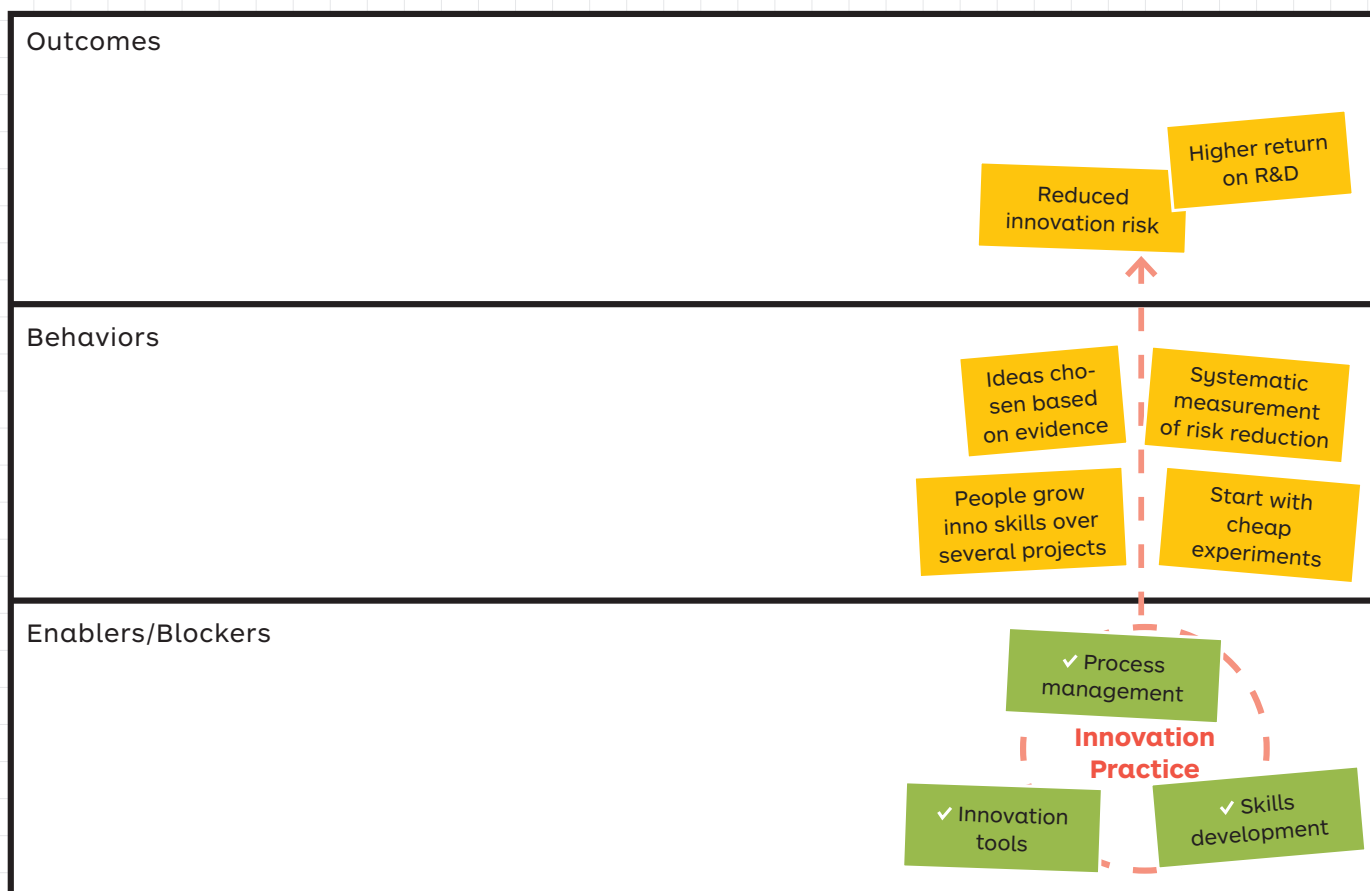 Outcomes
Higher return
on R&D
Reduced
innovation risk
Behaviors
Ideas cho-
sen based
on evidence
Systematic
measurement
of risk reduction
People grow
inno skills over
several projects
Start with
cheap
experiments
Enablers/Blockers
✓ Process
management
Innovation
Practice
✓ Innovation
tools
✓ Skills
development